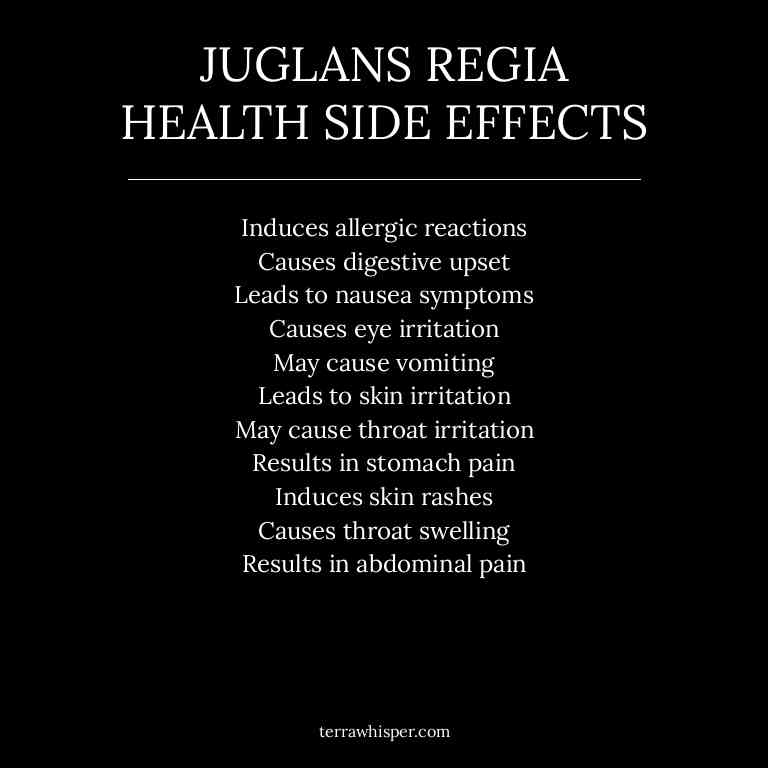 JUGLANS REGIA
HEALTH SIDE EFFECTS
Induces allergic reactions
Causes digestive upset
Leads to nausea symptoms
Causes eye irritation
May cause vomiting
Leads to skin irritation
May cause throat irritation
Results in stomach pain
Induces skin rashes
Causes throat swelling
Results in abdominal pain
terrawhisper.com